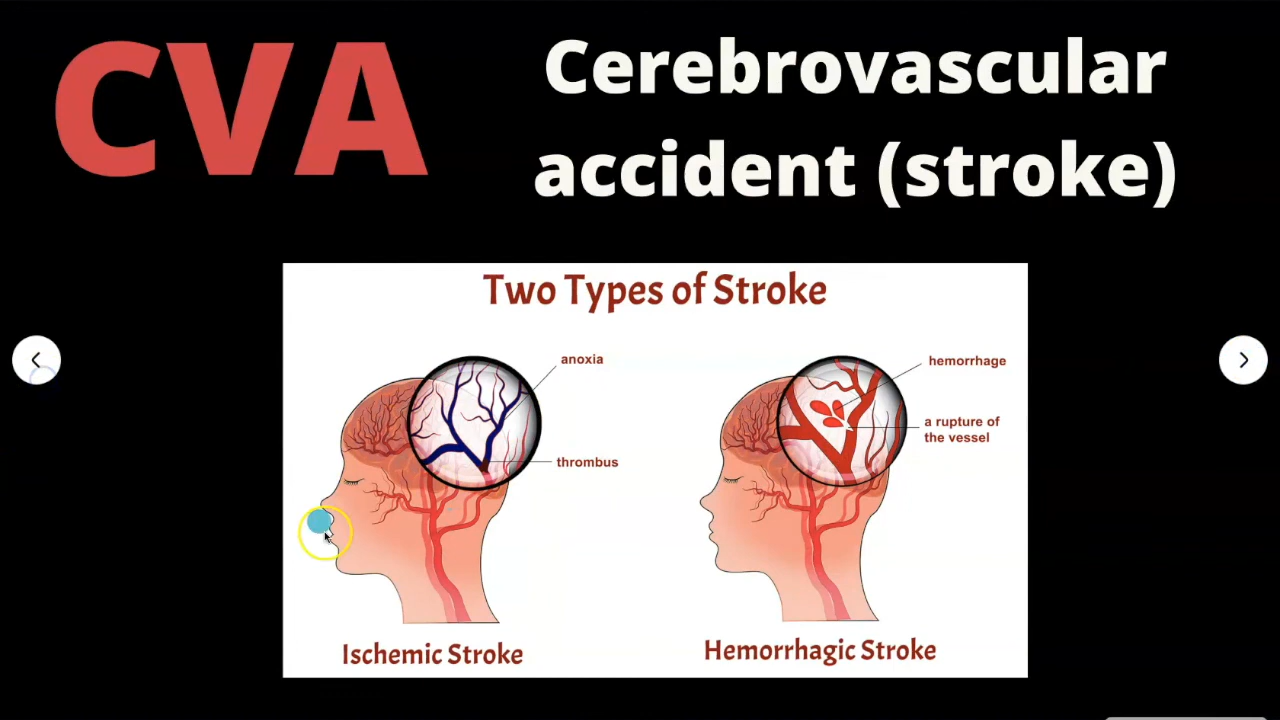 CVA
Cerebrovascular
accident (stroke)
Two Types of Stroke
anoxia
thrombus
hemorrhage
a rupture of
the vessel
Ischemic Stroke
Hemorrhagic Stroke